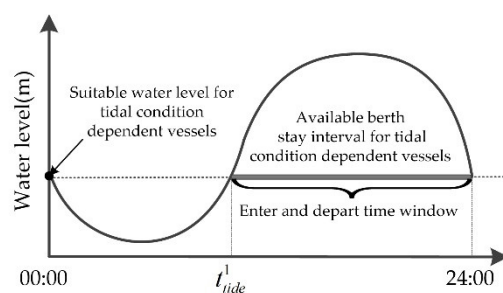 Water level(m)
Suitable water level for
tidal condition
dependent vessels
Available berth
stay interval for tidal
condition dependent vessels
Enter and depart time window
00:00
t¹tide
24:00